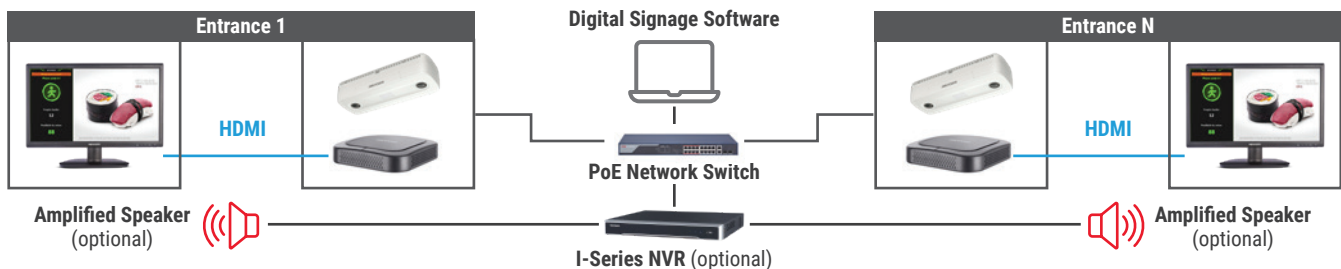 Digital Signage Software
Entrance 1
Entrance N
HDMI
HDMI
PoE Network Switch
Amplified Speaker
(optional)
Amplified Speaker
(optional)
I-Series NVR (optional)